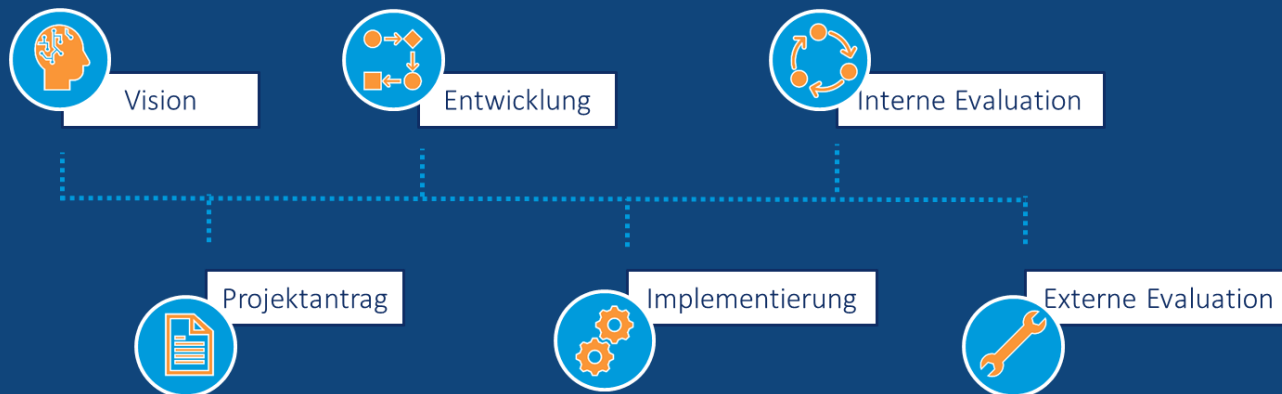 Vision
Entwicklung
Interne Evaluation
Projektantrag
Implementierung
Externe Evaluation